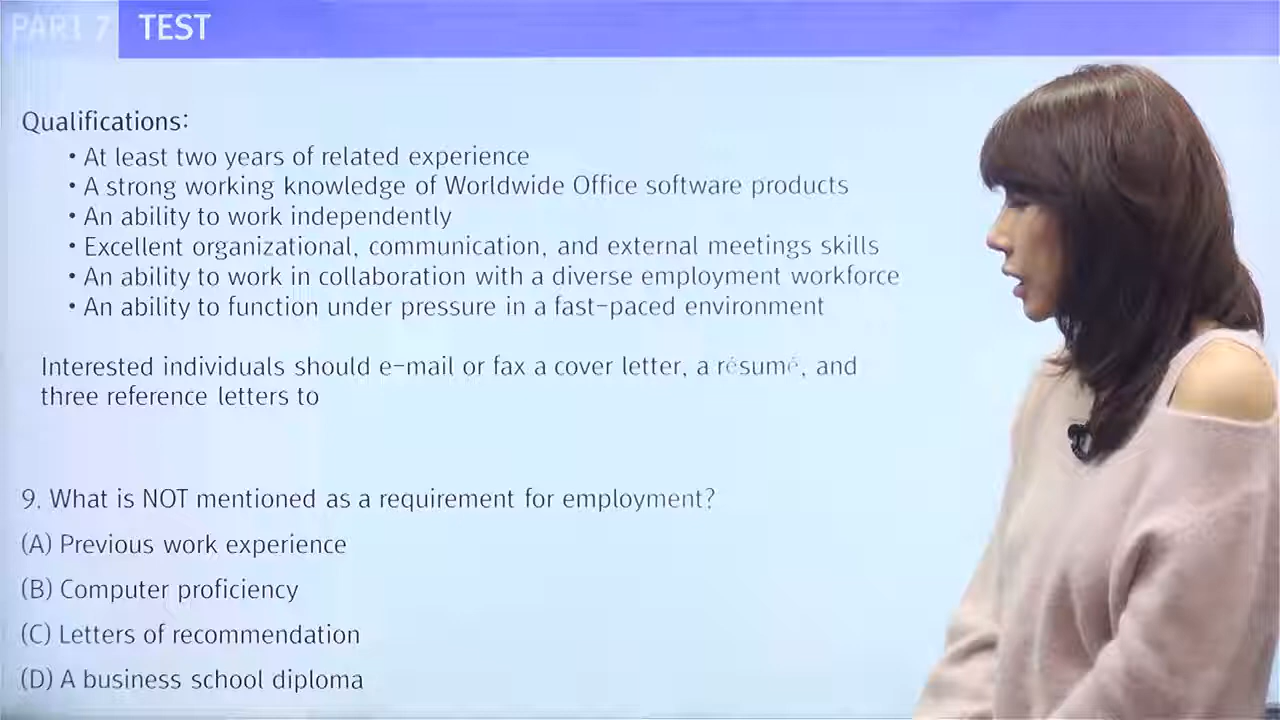 PART 7 TEST
Qualifications:
• At least two years of related experience
• A strong working knowledge of Worldwide Office software products
• An ability to work independently
• Excellent organizational, communication, and external meetings skills
• An ability to work in collaboration with a diverse employment workforce
• An ability to function under pressure in a fast-paced environment
Interested individuals should e-mail or fax a cover letter, a résumé, and
three reference letters to
9. What is NOT mentioned as a requirement for employment?
(A) Previous work experience
(B) Computer proficiency
(C) Letters of recommendation
(D) A business school diploma